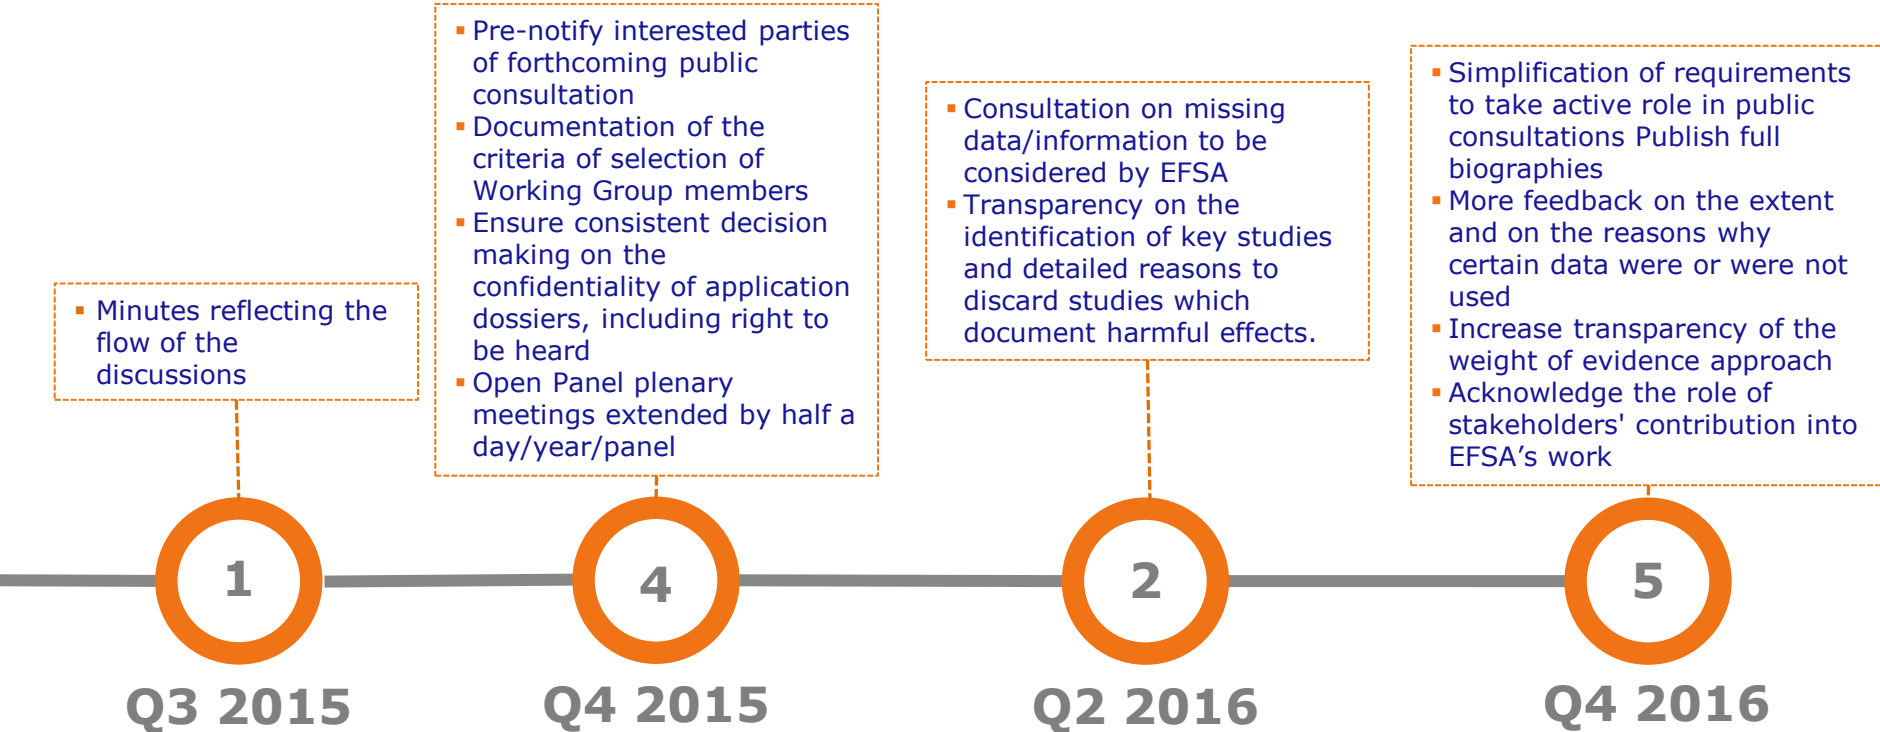 ▪ Minutes reflecting the
flow of the
discussions
1
Q3 2015
▪ Pre-notify interested parties
of forthcoming public
consultation
▪ Documentation of the
criteria of selection of
Working Group members
▪ Ensure consistent decision
making on the
confidentiality of application
dossiers, including right to
be heard
▪ Open Panel plenary
meetings extended by half a
day/year/panel
4
Q4 2015
▪ Consultation on missing
data/information to be
considered by EFSA
▪ Transparency on the
identification of key studies
and detailed reasons to
discard studies which
document harmful effects.
2
Q2 2016
▪ Simplification of requirements
to take active role in public
consultations Publish full
biographies
▪ More feedback on the extent
and on the reasons why
certain data were or were not
used
▪ Increase transparency of the
weight of evidence approach
▪ Acknowledge the role of
stakeholders' contribution into
EFSA’s work
5
Q4 2016